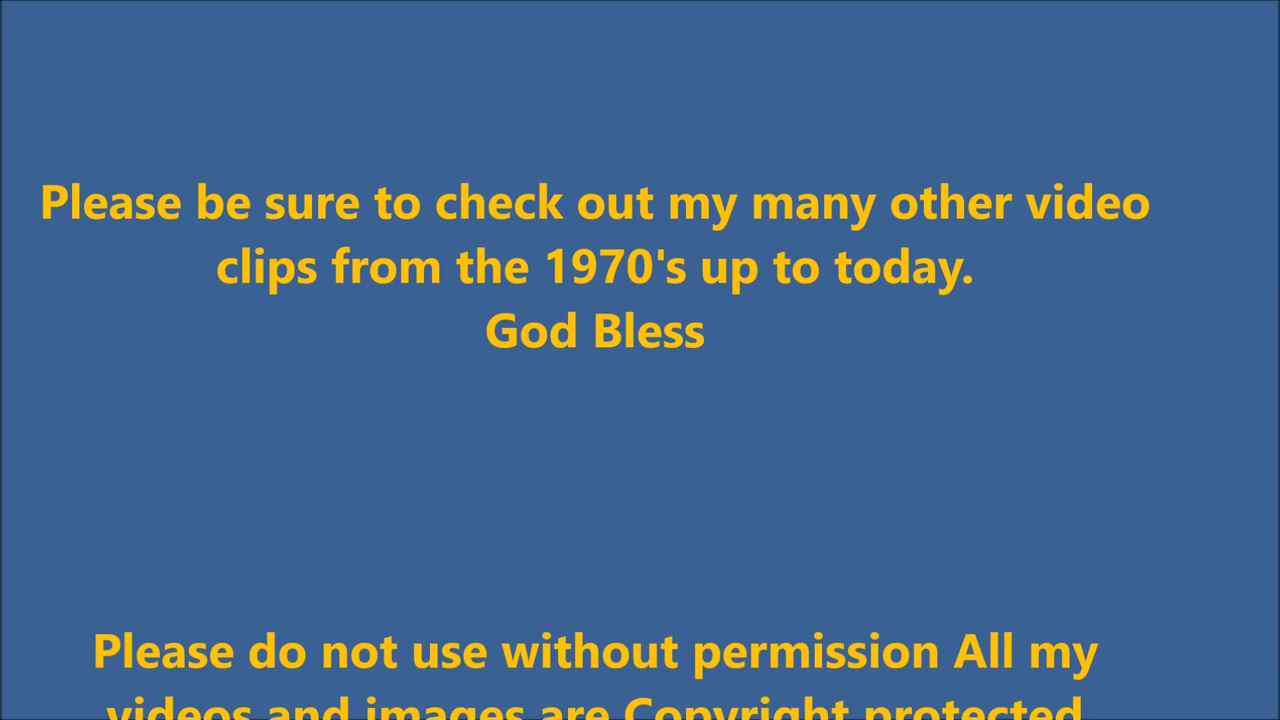 Please be sure to check out my many other video
clips from the 1970's up to today.
God Bless
Please do not use without permission All my
videos and images are Copyright protected